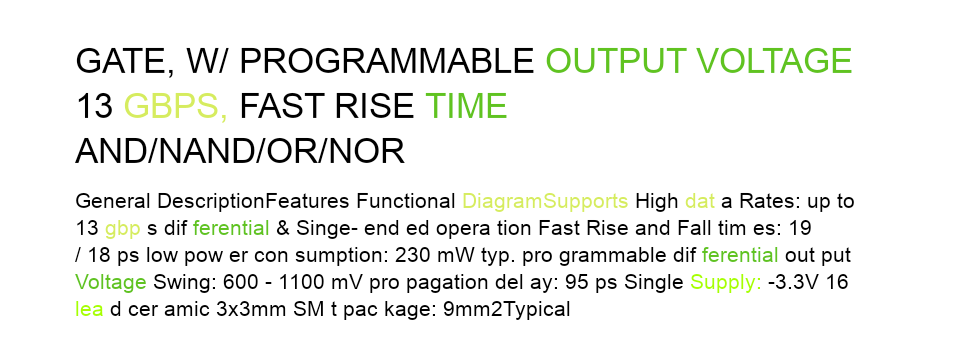 GATE, W/ PROGRAMMABLE OUTPUT VOLTAGE
13 GBPS, FAST RISE TIME
AND/NAND/OR/NOR
General DescriptionFeatures Functional DiagramSupports High dat a Rates: up to
13 gbp s dif ferential & Singe- end ed opera tion Fast Rise and Fall tim es: 19
/ 18 ps low pow er con sumption: 230 mW typ. pro grammable dif ferential out put
Voltage Swing: 600 - 1100 mV pro pagation del ay: 95 ps Single Supply: -3.3V 16
lea d cer amic 3x3mm SM t pac kage: 9mm2Typical